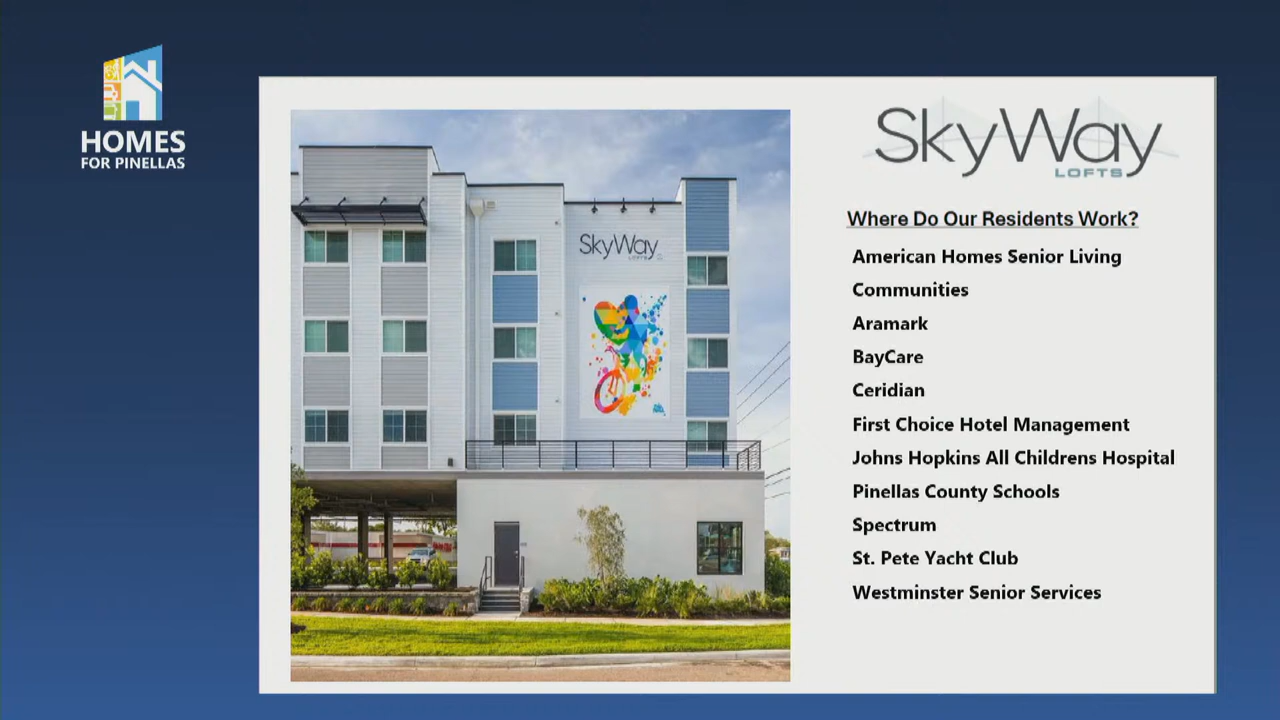 HOMES
FOR PINELLAS
SkyWay
LOFTS
SkyWay
LOFTS
Where Do Our Residents Work?
American Homes Senior Living
Communities
Aramark
BayCare
Ceridian
First Choice Hotel Management
Johns Hopkins All Childrens Hospital
Pinellas County Schools
Spectrum
St. Pete Yacht Club
Westminster Senior Services